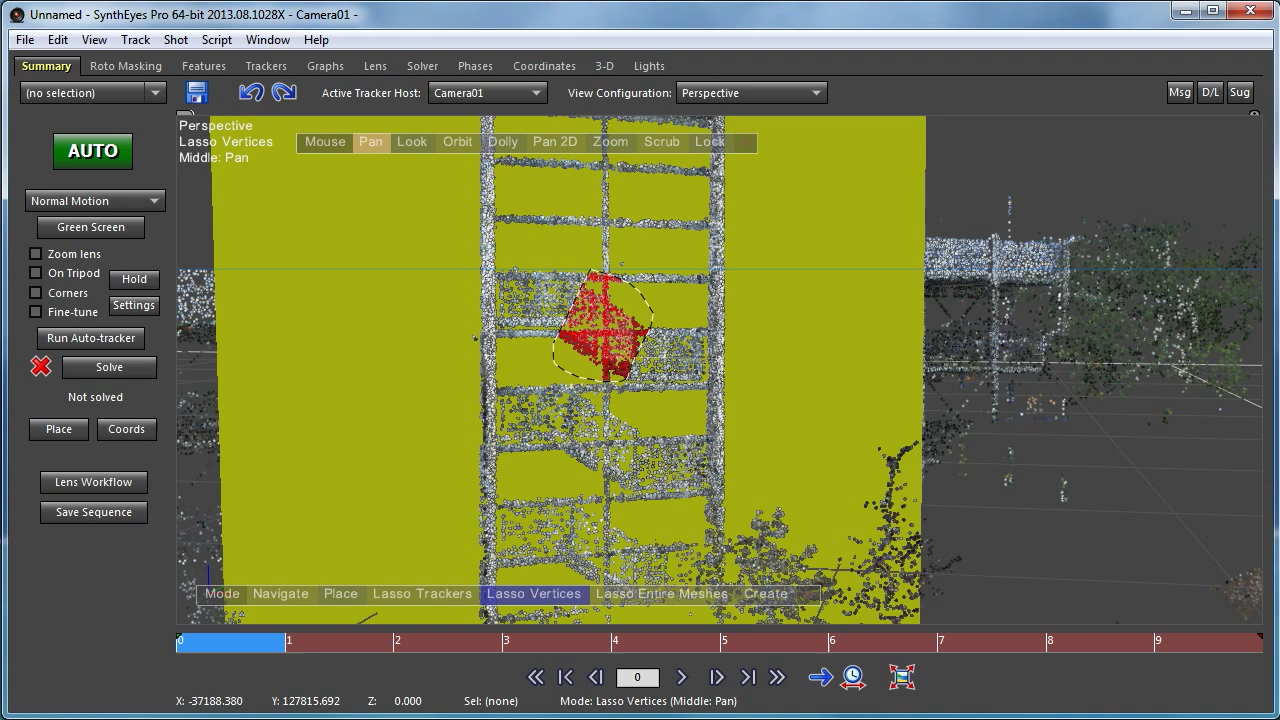 Unnamed - SynthEyes Pro 64-bit 2013.08.1028X - Camera01 -
File Edit View Track Shot Script Window Help
Summary Roto Masking Features Trackers Graphs Lens Solver Phases Coordinates 3-D Lights
(no selection) Active Tracker Host: Camera01 View Configuration: Perspective Msg D/L Sug
Perspective
Lasso Vertices
Middle: Pan
Mouse Pan Look Orbit Dolly Pan 2D Zoom Scrub Lock
AUTO
Normal Motion
Green Screen
Zoom lens
On Tripod Hold
Corners
Fine-tune Settings
Run Auto-tracker
Solve
Not solved
Place Coords
Lens Workflow
Save Sequence
Mode Navigate Place Lasso Trackers Lasso Vertices Lasso Entire Meshes Create
0 1 2 3 4 5 6 7 8 9
0
X: -37188.380 Y: 127815.692 Z: 0.000 Sel: (none) Mode: Lasso Vertices (Middle: Pan)